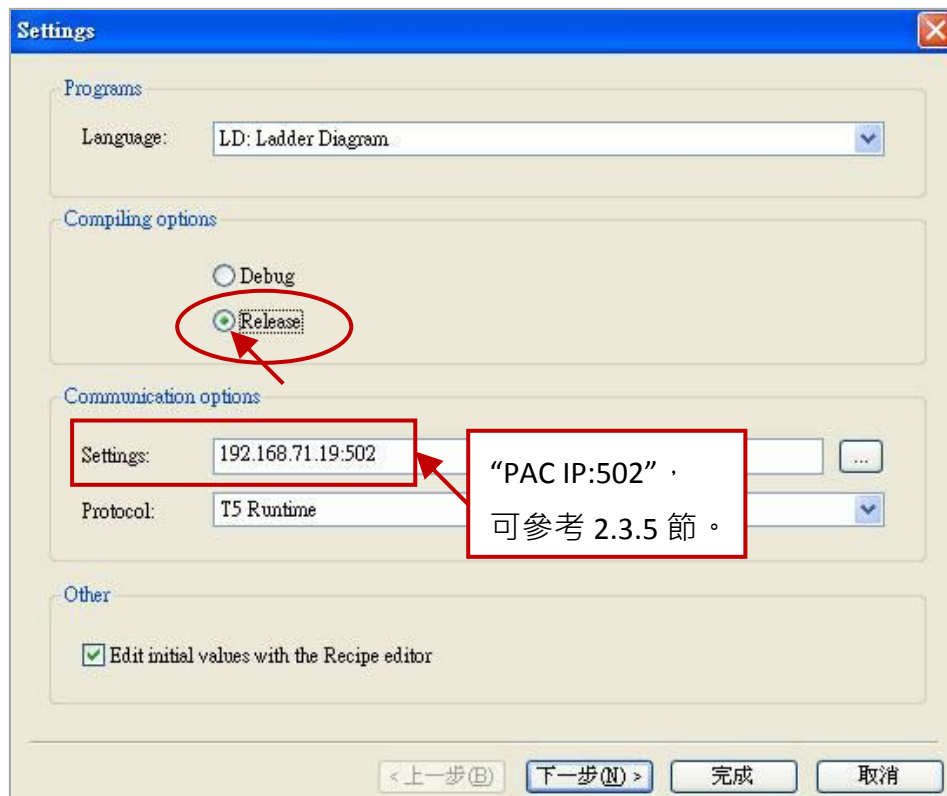 Settings
Programs
Language: LD: Ladder Diagram
Compiling options
Debug
Release
Communication options
Settings: 192.168.71.19:502 ...
“PAC IP:502”，
可參考 2.3.5 節。
Protocol: T5 Runtime
Other
Edit initial values with the Recipe editor
<上一步(B) 下一步(N) > 完成 取消